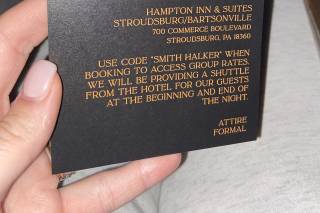 HAMPTON INN & SUITES
STROUDSBURG/BARTONSVILLE
700 COMMERCE BOULEVARD
STROUDSBURG, PA 18360
USE CODE "SMITH HALKER" WHEN
BOOKING TO ACCESS GROUP RATES.
WE WILL BE PROVIDING A SHUTTLE
FROM THE HOTEL FOR OUR GUESTS
AT THE BEGINNING AND END OF
THE NIGHT.
ATTIRE
FORMAL